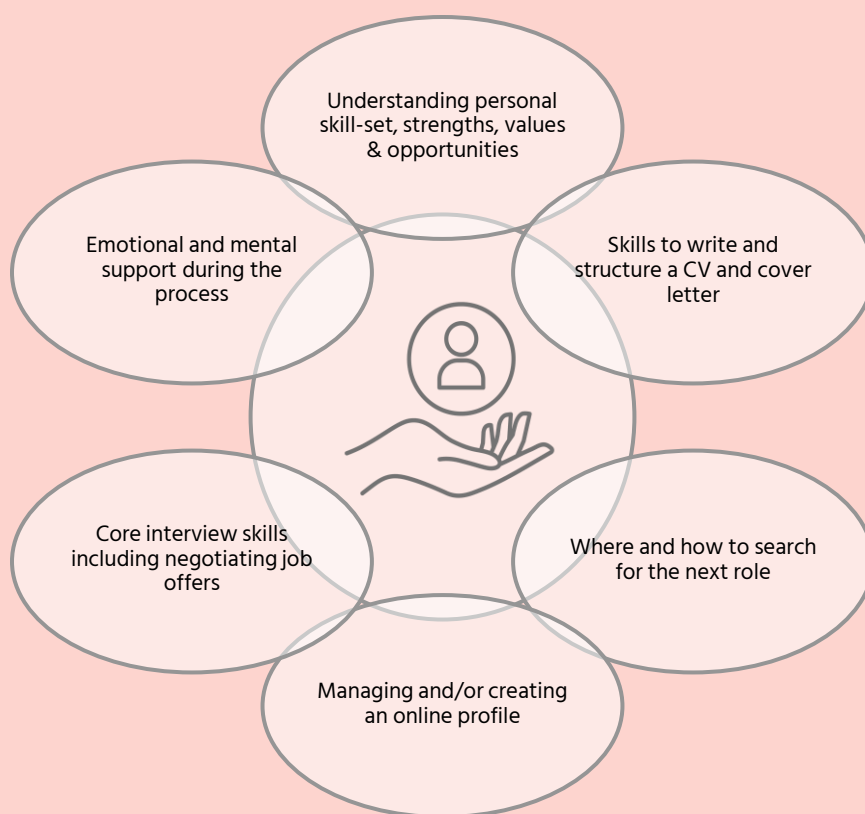 Understanding personal
skill-set, strengths, values
& opportunities
Skills to write and
structure a CV and cover
letter
Where and how to search
for the next role
Managing and/or creating
an online profile
Core interview skills
including negotiating job
offers
Emotional and mental
support during the
process